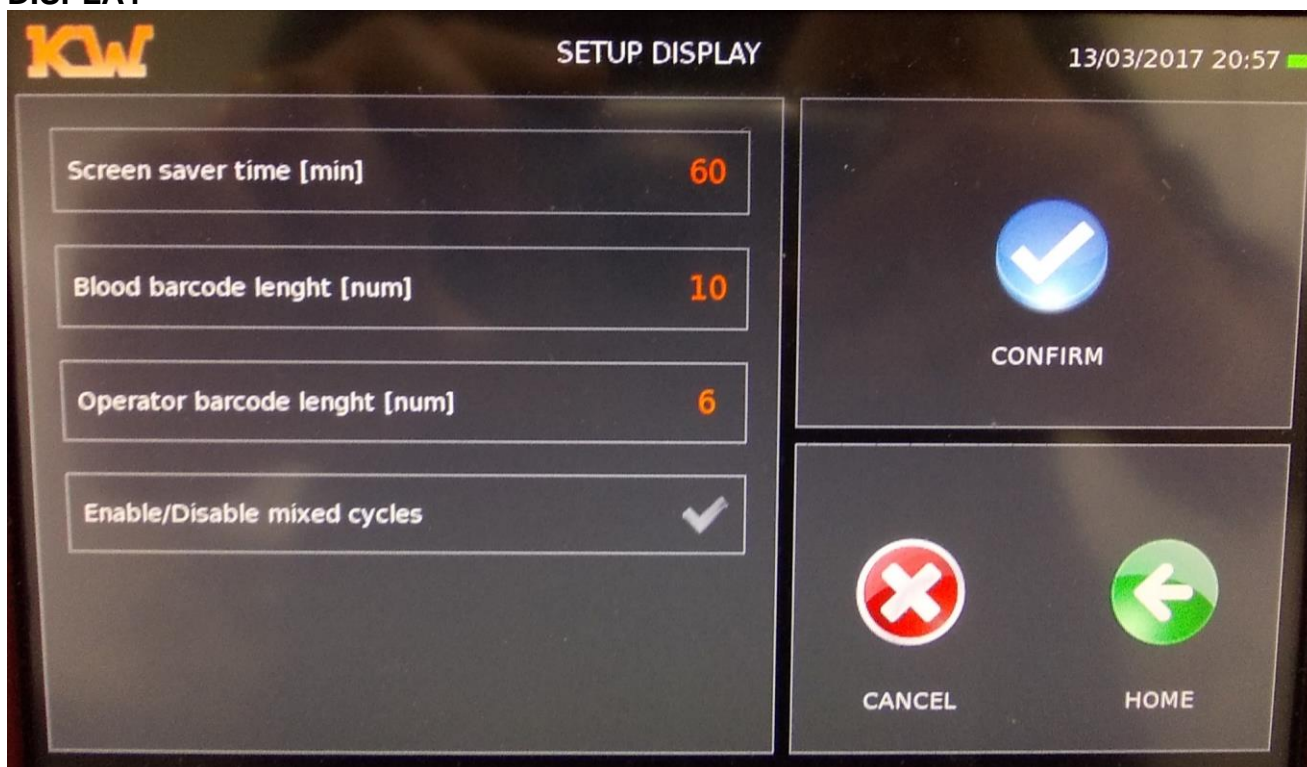 KW
SETUP DISPLAY
13/03/2017 20:57
Screen saver time [min] 60
Blood barcode lenght [num] 10
Operator barcode lenght [num] 6
Enable/Disable mixed cycles
CONFIRM
CANCEL
HOME